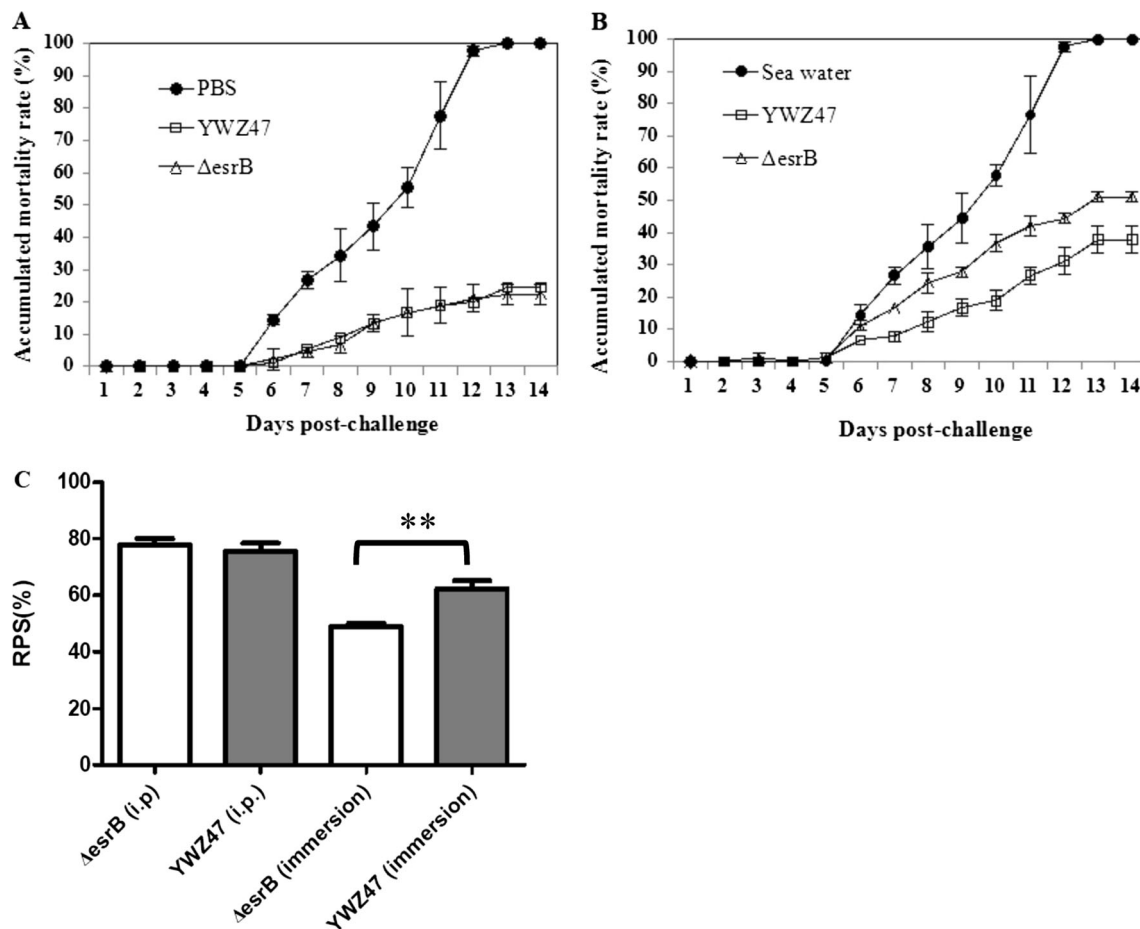 A
Accumulated mortality rate (%)
100
90
80
70
60
50
40
30
20
10
0
PBS
YWZ47
ΔesrB
1 2 3 4 5 6 7 8 9 10 11 12 13 14
Days post-challenge
B
Accumulated mortality rate (%)
100
90
80
70
60
50
40
30
20
10
0
Sea water
YWZ47
ΔesrB
1 2 3 4 5 6 7 8 9 10 11 12 13 14
Days post-challenge
C
RPS(%)
100
80
60
40
20
0
**
ΔesrB (i.p)
YWZ47 (i.p.)
ΔesrB (immersion)
YWZ47 (immersion)